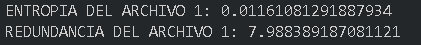 ENTROPIA DEL ARCHIVO 1: 0.01161081291887934
REDUNDANCIA DEL ARCHIVO 1: 7.988389187081121